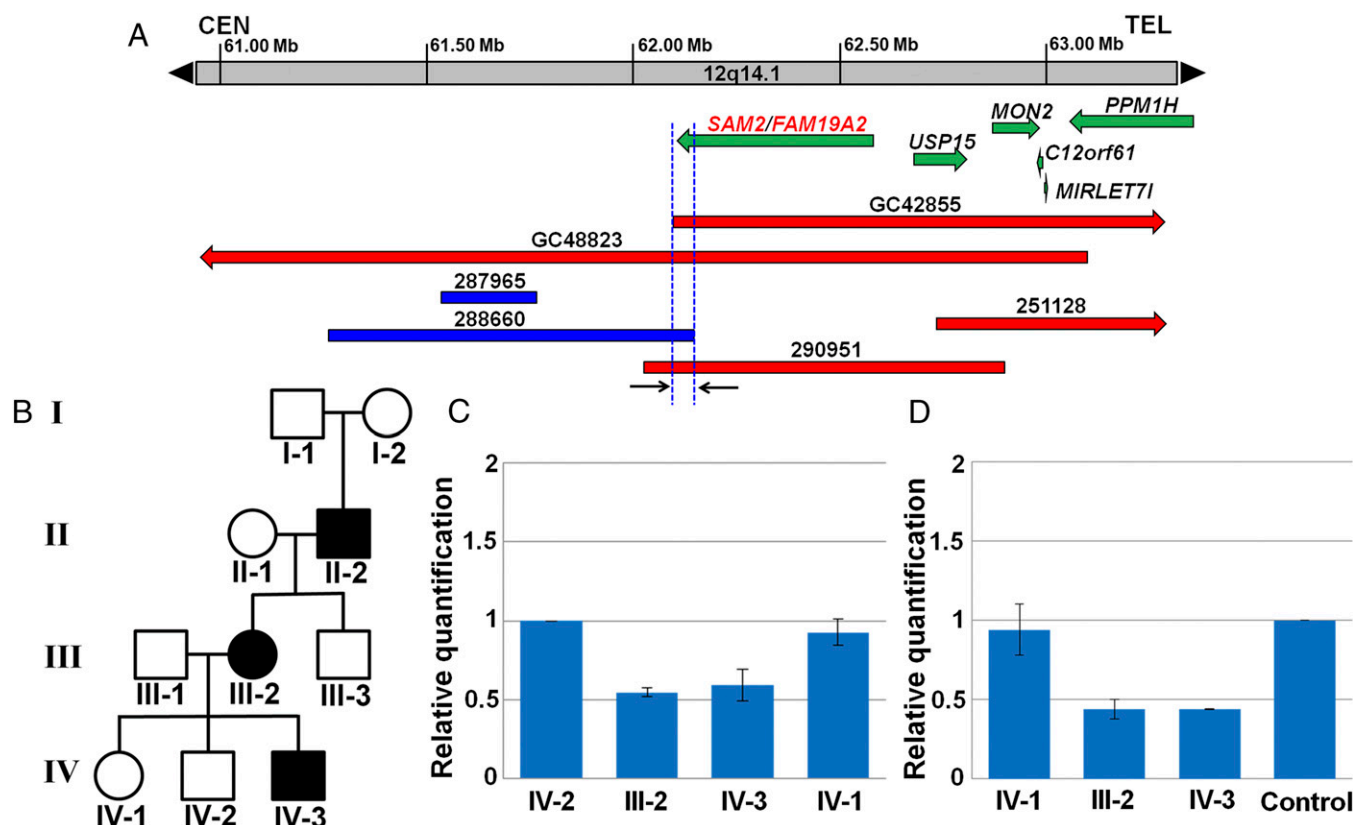 A
CEN
TEL
61.00 Mb 61.50 Mb 62.00 Mb 62.50 Mb 63.00 Mb
12q14.1
SAM2/FAM19A2
USP15
MON2
PPM1H
C12orf61
MIRLET7I
GC42855
GC48823
287965
288660
251128
290951
B
I
I-1 I-2
II
II-1 II-2
III
III-1 III-2 III-3
IV
IV-1 IV-2 IV-3
C
Relative quantification
2
1.5
1
0.5
0
IV-2 III-2 IV-3 IV-1
D
Relative quantification
2
1.5
1
0.5
0
IV-1 III-2 IV-3 Control